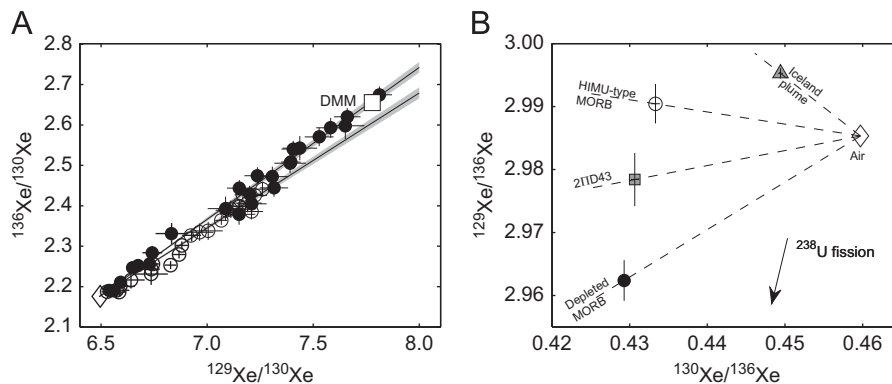 A
2.8
2.7
2.6
2.5
2.4
2.3
2.2
2.1
6.5 7.0 7.5 8.0
136Xe/130Xe
129Xe/130Xe
DMM
B
3.00
2.99
2.98
2.97
2.96
0.42 0.43 0.44 0.45 0.46
129Xe/136Xe
130Xe/136Xe
HIMU-type
MORB
Iceland
plume
Air
2ΠD43
Depleted
MORB
238U fission